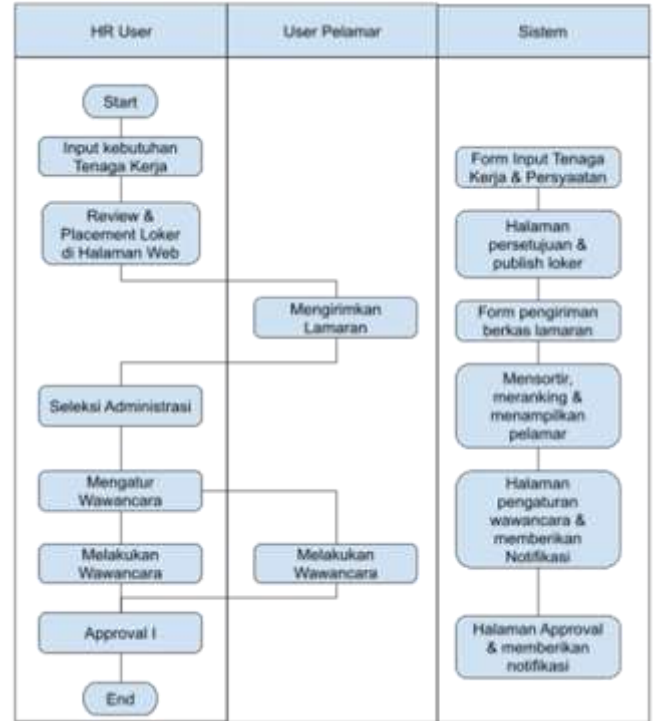 HR User
User Pelamar
Sistem
Start
Input kebutuhan
Tenaga Kerja
Review &
Placement Loker
di Halaman Web
Mengirimkan
Lamaran
Seleksi Administrasi
Mengatur
Wawancara
Melakukan
Wawancara
Melakukan
Wawancara
Approval I
End
Form Input Tenaga
Kerja & Persyaatan
Halaman
persetujuan &
publish loker
Form pengiriman
berkas lamaran
Mensortir,
meranking &
menampilkan
pelamar
Halaman
pengaturan
wawancara &
memberikan
Notifikasi
Halaman Approval
& memberikan
notifikasi